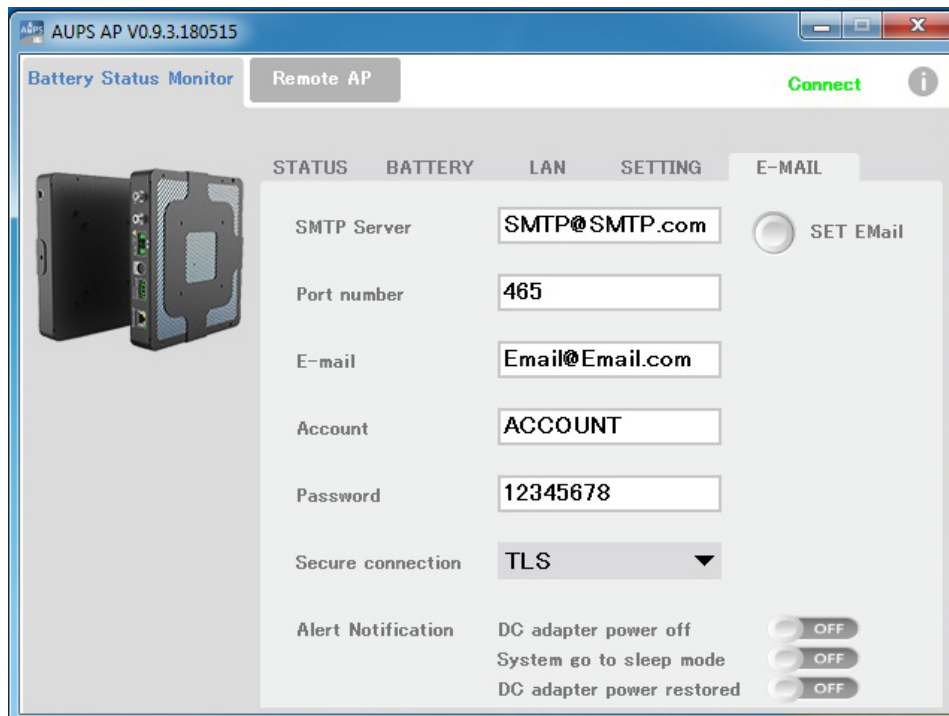 AUPS AP V0.9.3.180515
Battery Status Monitor Remote AP Connect i
STATUS BATTERY LAN SETTING E-MAIL
SMTP Server SMTP@SMTP.com SET EMail
Port number 465
E-mail Email@Email.com
Account ACCOUNT
Password 12345678
Secure connection TLS
Alert Notification DC adapter power off OFF
System go to sleep mode OFF
DC adapter power restored OFF